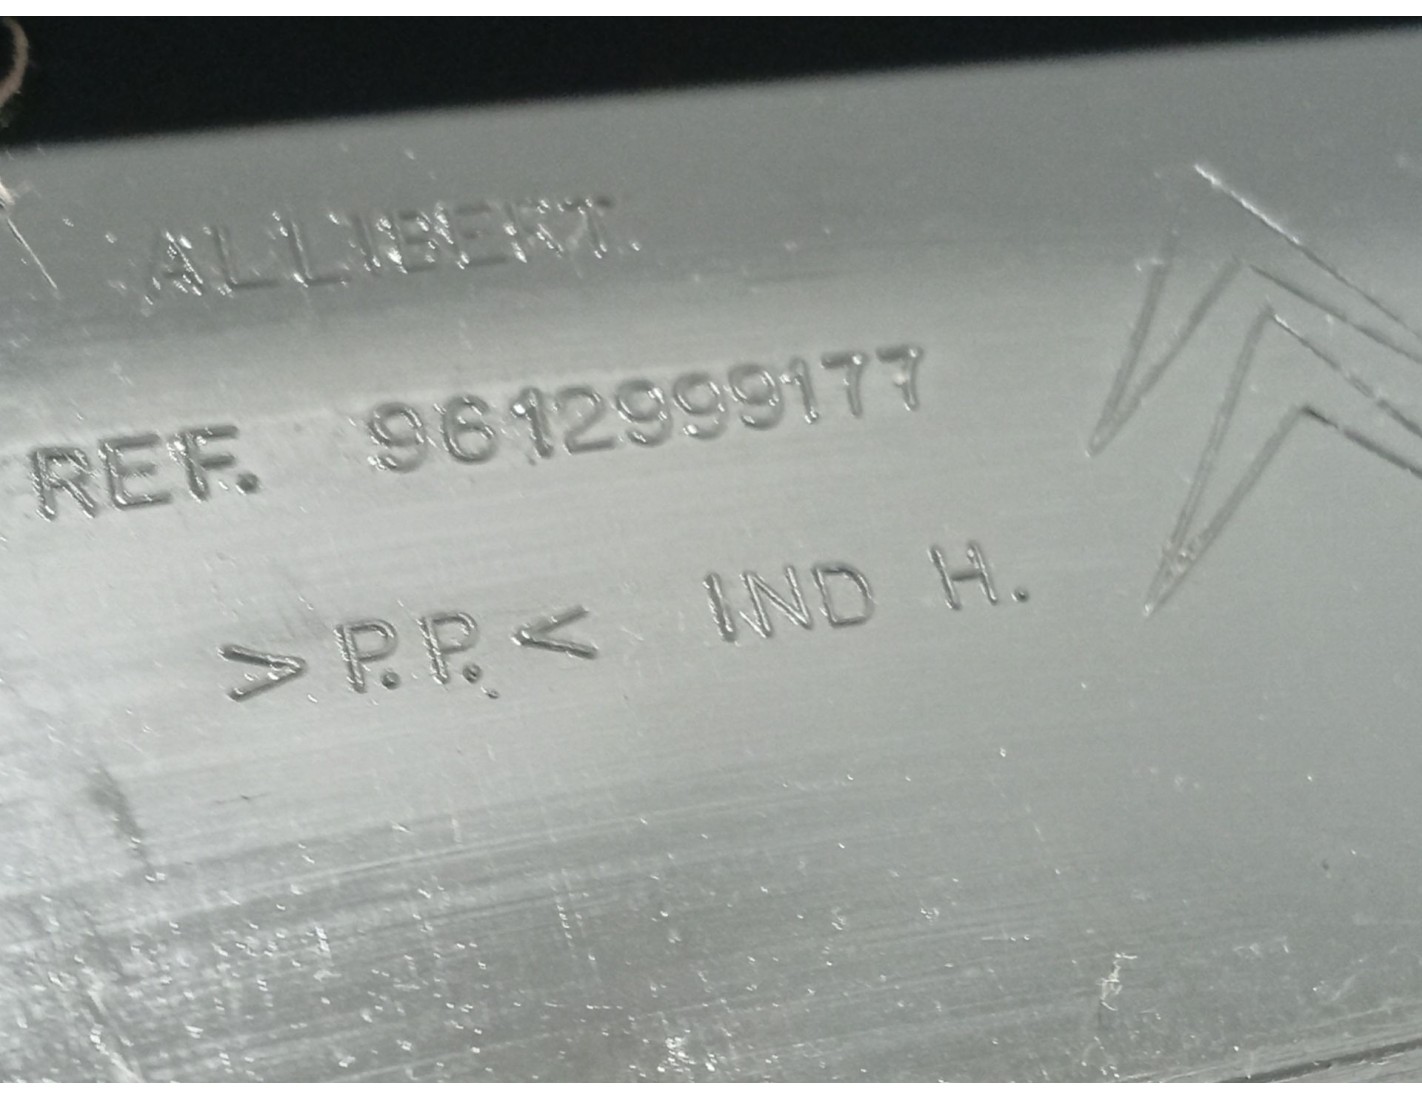 ALLIBERT.
REF. 9612999177
>P.P.< IND H.